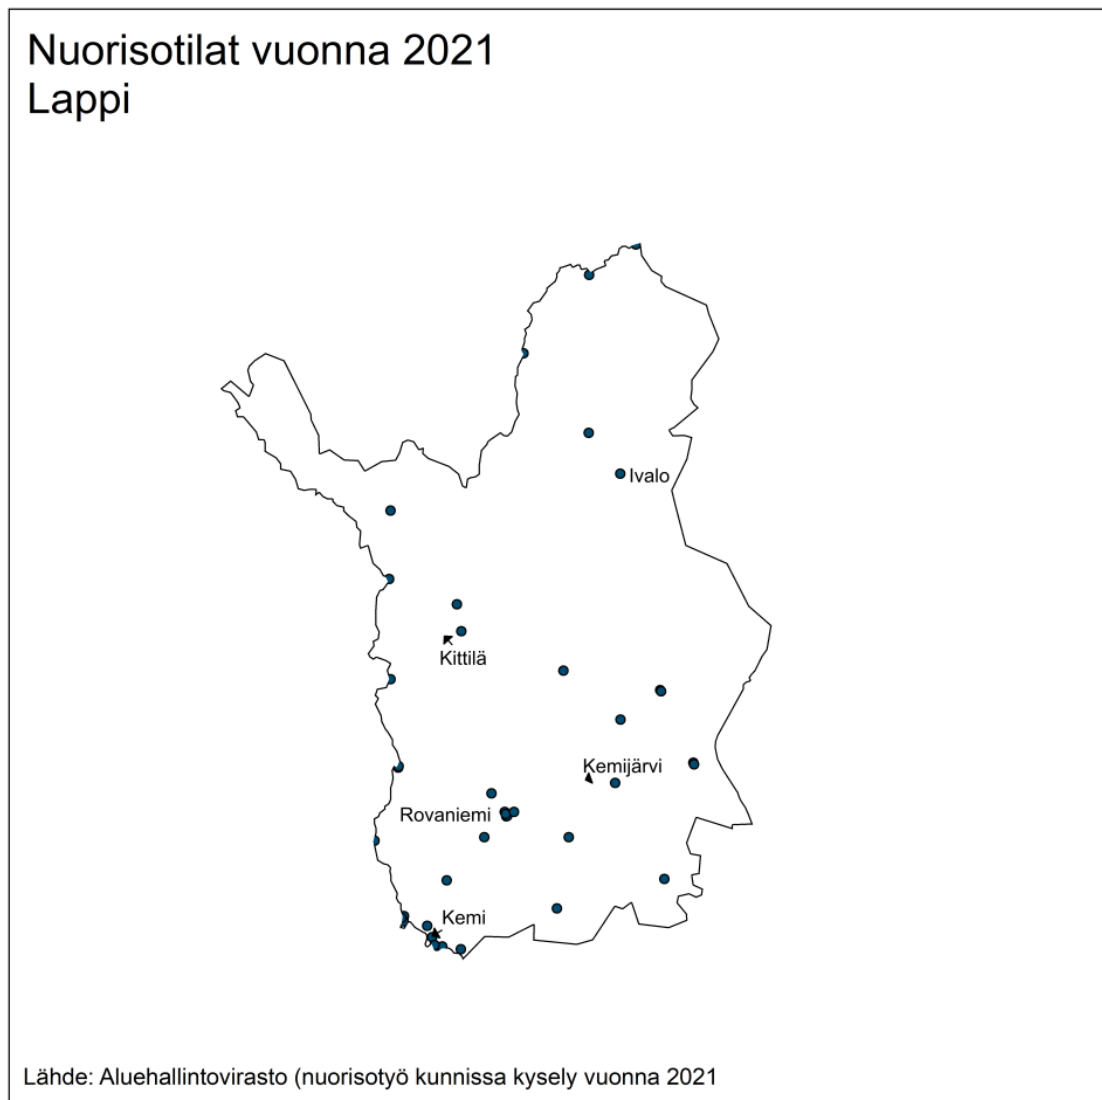 Nuorisotilat vuonna 2021
Lappi
Ivalo
Kittilä
Kemijärvi
Rovaniemi
Kemi
Lähde: Aluehallintovirasto (nuorisotyö kunnissa kysely vuonna 2021